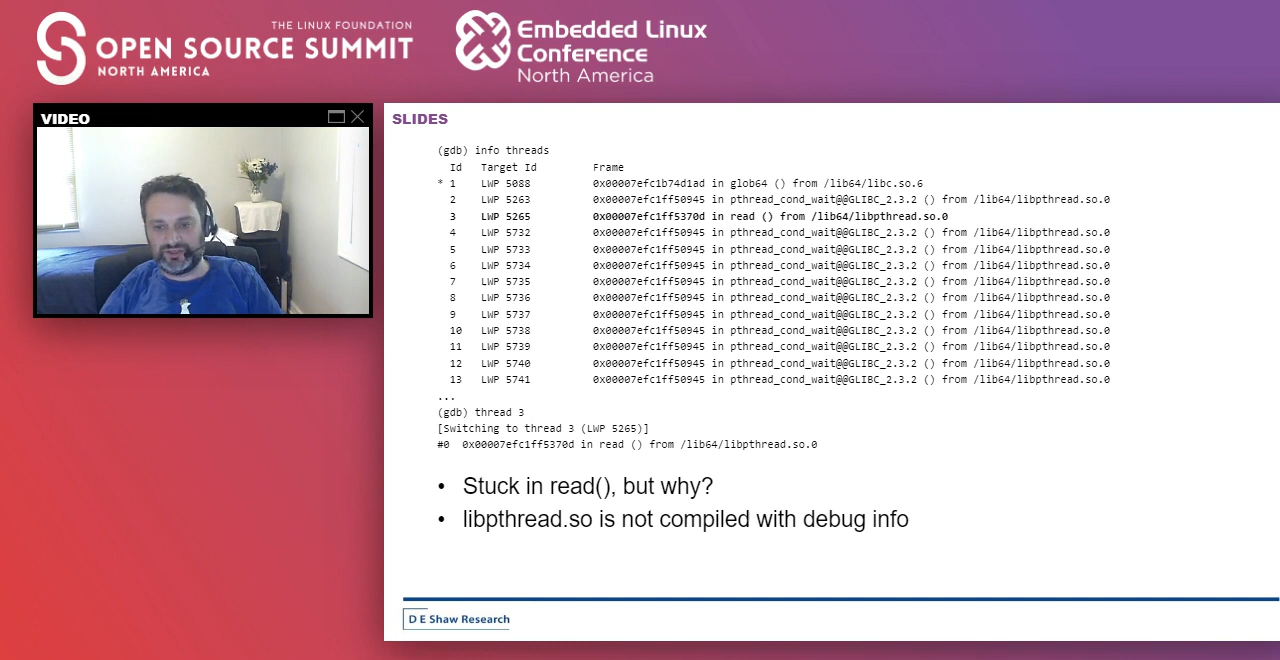 THE LINUX FOUNDATION
OPEN SOURCE SUMMIT
NORTH AMERICA
Embedded Linux
Conference
North America
VIDEO
SLIDES
(gdb) info threads
Id Target Id Frame
* 1 LWP 5088 0x00007efc1b74d1ad in glob64 () from /lib64/libc.so.6
2 LWP 5263 0x00007efc1ff50945 in pthread_cond_wait@@GLIBC_2.3.2 () from /lib64/libpthread.so.0
3 LWP 5265 0x00007efc1ff5370d in read () from /lib64/libpthread.so.0
4 LWP 5732 0x00007efc1ff50945 in pthread_cond_wait@@GLIBC_2.3.2 () from /lib64/libpthread.so.0
5 LWP 5733 0x00007efc1ff50945 in pthread_cond_wait@@GLIBC_2.3.2 () from /lib64/libpthread.so.0
6 LWP 5734 0x00007efc1ff50945 in pthread_cond_wait@@GLIBC_2.3.2 () from /lib64/libpthread.so.0
7 LWP 5735 0x00007efc1ff50945 in pthread_cond_wait@@GLIBC_2.3.2 () from /lib64/libpthread.so.0
8 LWP 5736 0x00007efc1ff50945 in pthread_cond_wait@@GLIBC_2.3.2 () from /lib64/libpthread.so.0
9 LWP 5737 0x00007efc1ff50945 in pthread_cond_wait@@GLIBC_2.3.2 () from /lib64/libpthread.so.0
10 LWP 5738 0x00007efc1ff50945 in pthread_cond_wait@@GLIBC_2.3.2 () from /lib64/libpthread.so.0
11 LWP 5739 0x00007efc1ff50945 in pthread_cond_wait@@GLIBC_2.3.2 () from /lib64/libpthread.so.0
12 LWP 5740 0x00007efc1ff50945 in pthread_cond_wait@@GLIBC_2.3.2 () from /lib64/libpthread.so.0
13 LWP 5741 0x00007efc1ff50945 in pthread_cond_wait@@GLIBC_2.3.2 () from /lib64/libpthread.so.0
...
(gdb) thread 3
[Switching to thread 3 (LWP 5265)]
#0 0x00007efc1ff5370d in read () from /lib64/libpthread.so.0
• Stuck in read(), but why?
• libpthread.so is not compiled with debug info
D E Shaw Research